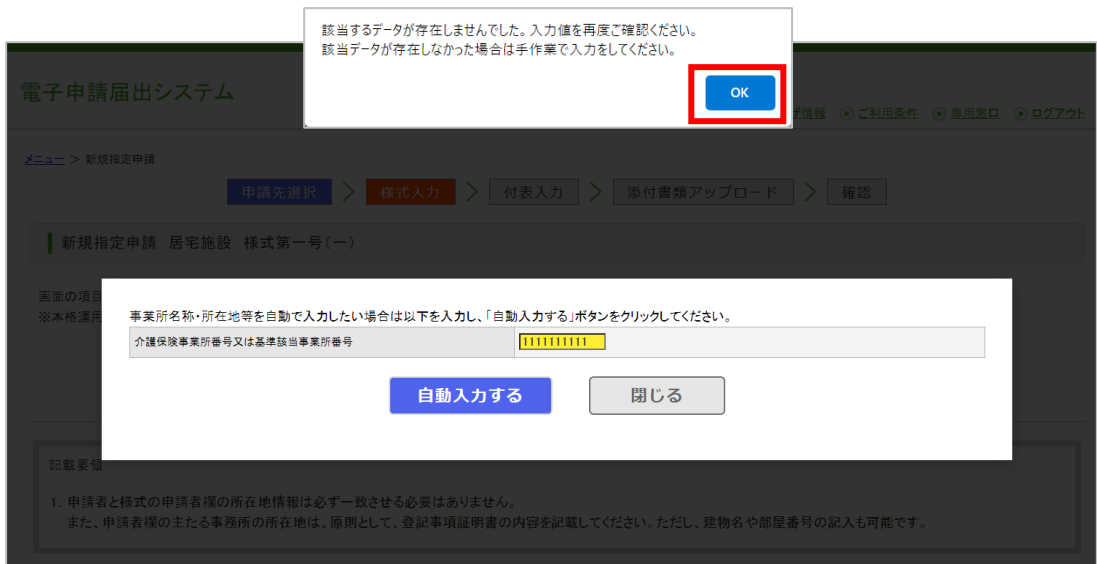 該当するデータが存在しませんでした。入力値を再度ご確認ください。
該当データが存在しなかった場合は手作業で入力をしてください。
OK
電子申請届出システム
情報 ご利用条件 専用窓口 ログアウト
メニュー > 新規指定申請
申請先選択 > 様式入力 > 付表入力 > 添付書類アップロード > 確認
新規指定申請 居宅施設 様式第一号(一)
画面の項目
※本格運用
事業所名称・所在地等を自動で入力したい場合は以下を入力し、「自動入力する」ボタンをクリックしてください。
介護保険事業所番号又は基準該当事業所番号 1111111111
自動入力する 閉じる
記載要領
1. 申請者と様式の申請者欄の所在地情報は必ず一致させる必要はありません。
また、申請者欄の主たる事務所の所在地は、原則として、登記事項証明書の内容を記載してください。ただし、建物名や部屋番号の記入も可能です。